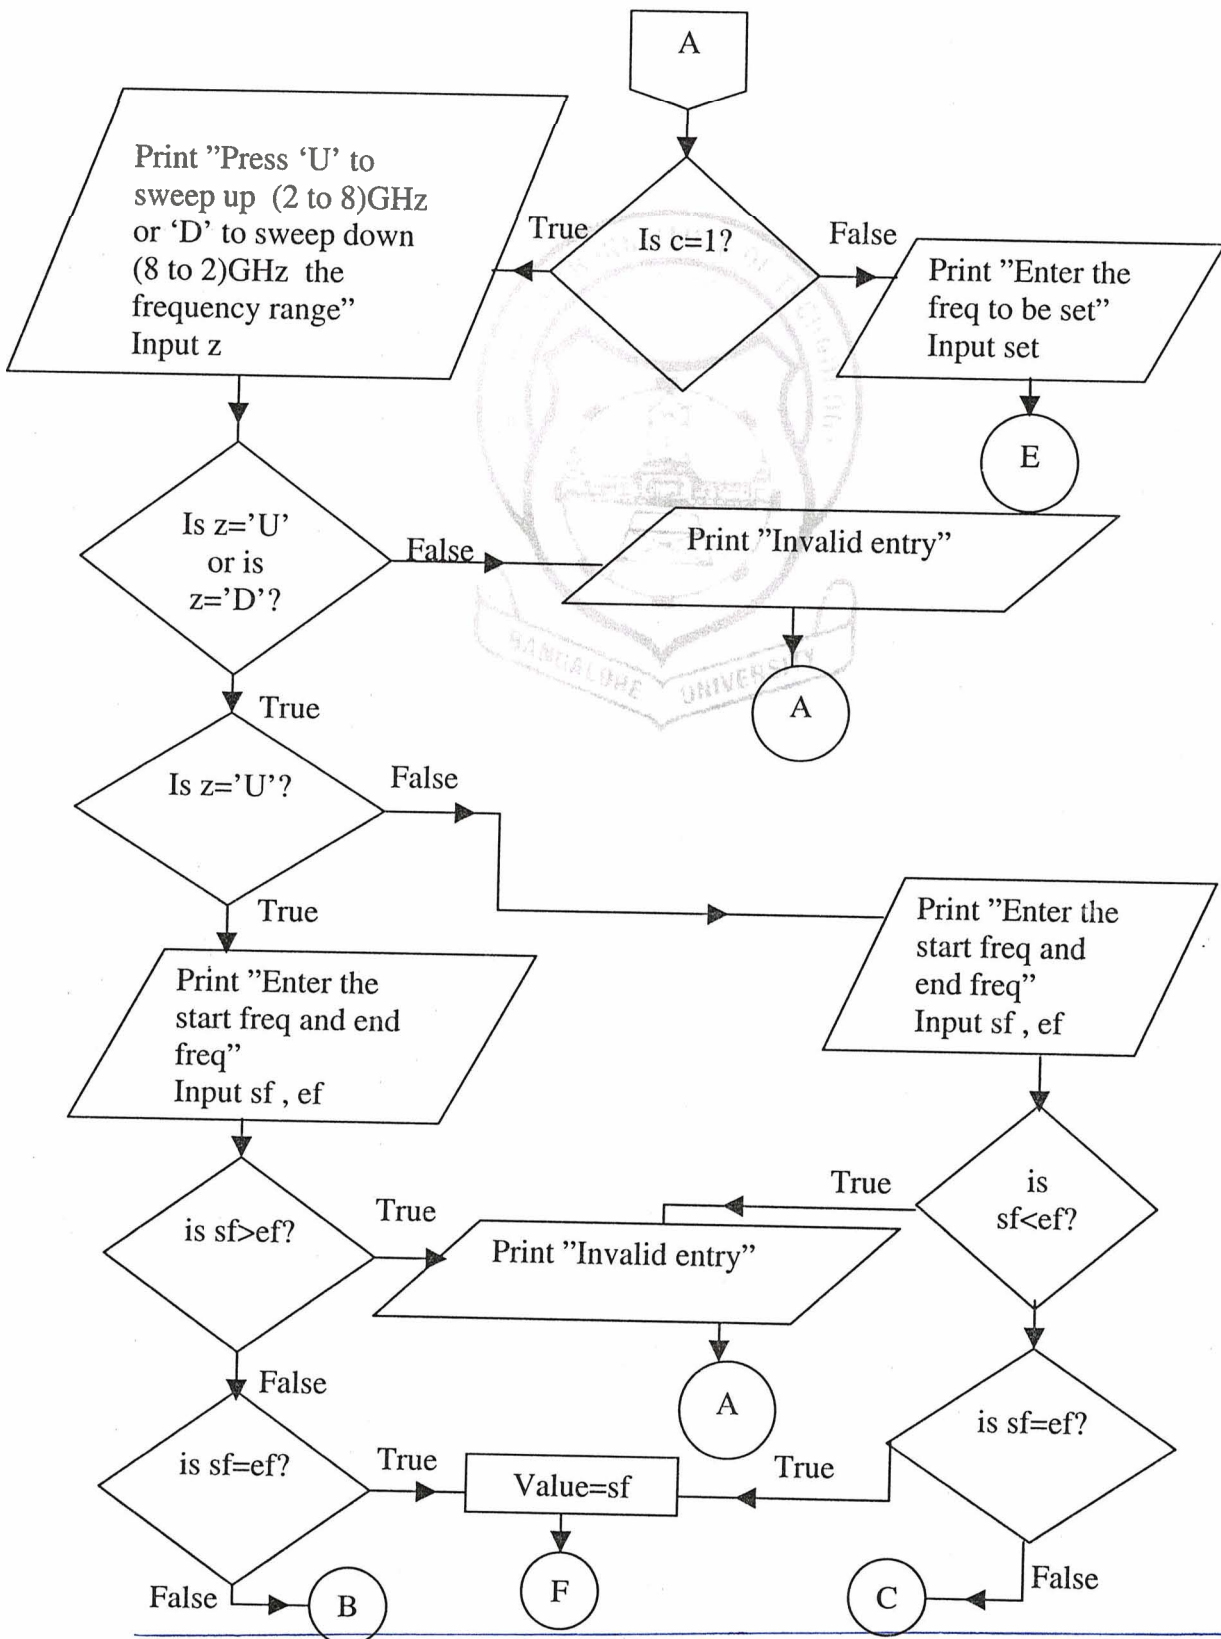 A
Print ”Press ‘U’ to
sweep up (2 to 8)GHz
or ‘D’ to sweep down
(8 to 2)GHz the
frequency range”
Input z
True
Is c=1?
False
Print ”Enter the
freq to be set”
Input set
E
Is z=’U’
or is
z=’D’?
False
Print ”Invalid entry”
A
BANGALORE UNIVERSITY
True
Is z=’U’?
False
True
Print ”Enter the
start freq and end
freq”
Input sf , ef
Print ”Enter the
start freq and
end freq”
Input sf , ef
is sf>ef?
True
Print ”Invalid entry”
True
is
sf<ef?
A
False
is sf=ef?
True
Value=sf
True
is sf=ef?
False
B
F
C
False